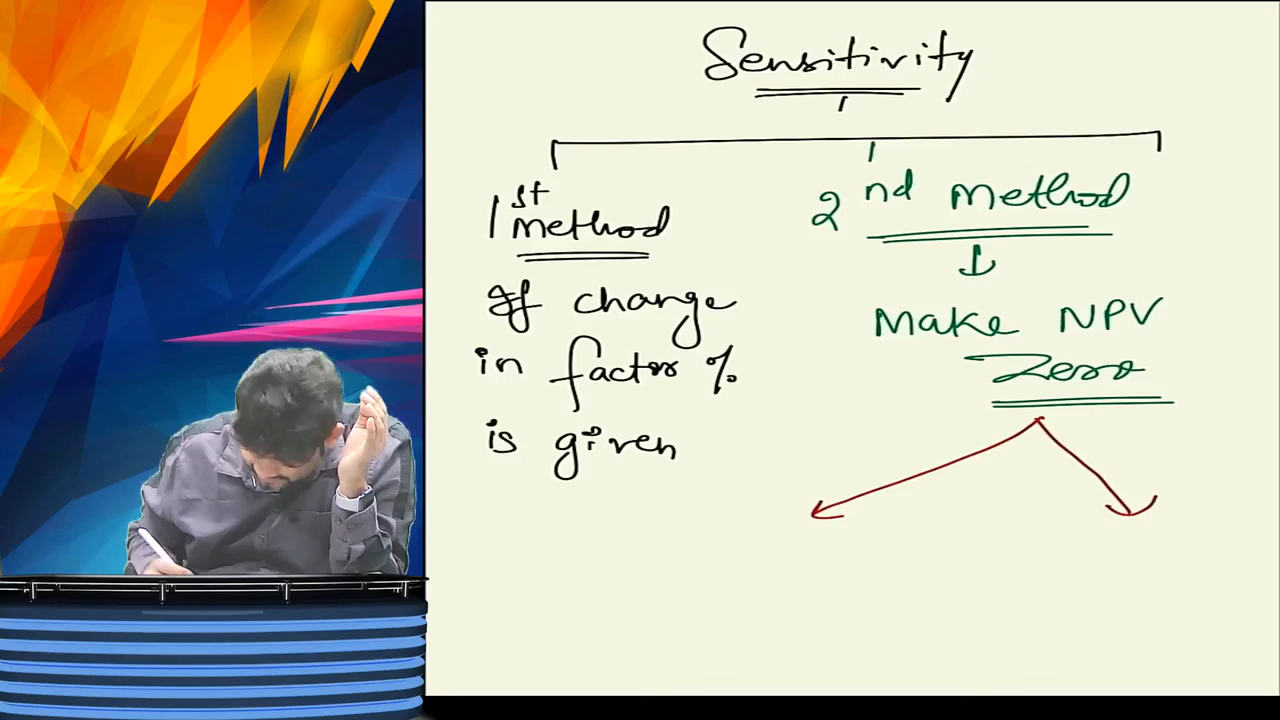 Sensitivity
1st method
If change
in factor %
is given
2nd Method
Make NPV
Zero